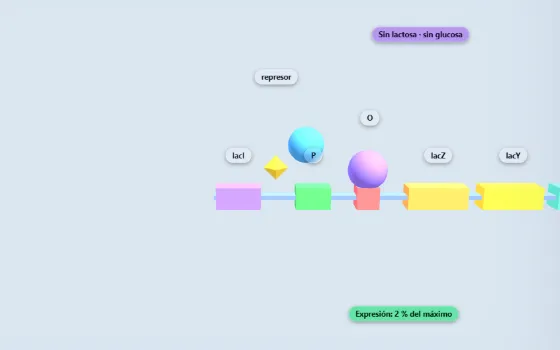 Sin lactosa · sin glucosa
represor
O
lacI
P
lacZ
lacY
Expresión: 2 % del máximo